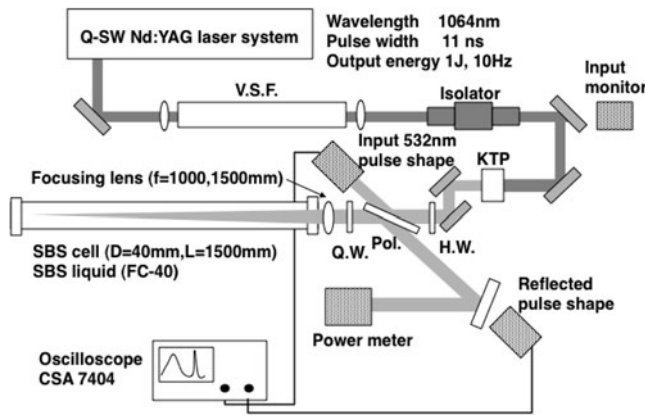 Q-SW Nd:YAG laser system
Wavelength 1064nm
Pulse width 11 ns
Output energy 1J, 10Hz
Input
monitor
V.S.F.
Isolator
Input 532nm
pulse shape
KTP
Focusing lens (f=1000,1500mm)
Q.W.
Pol.
H.W.
SBS cell (D=40mm,L=1500mm)
SBS liquid (FC-40)
Reflected
pulse shape
Power meter
Oscilloscope
CSA 7404